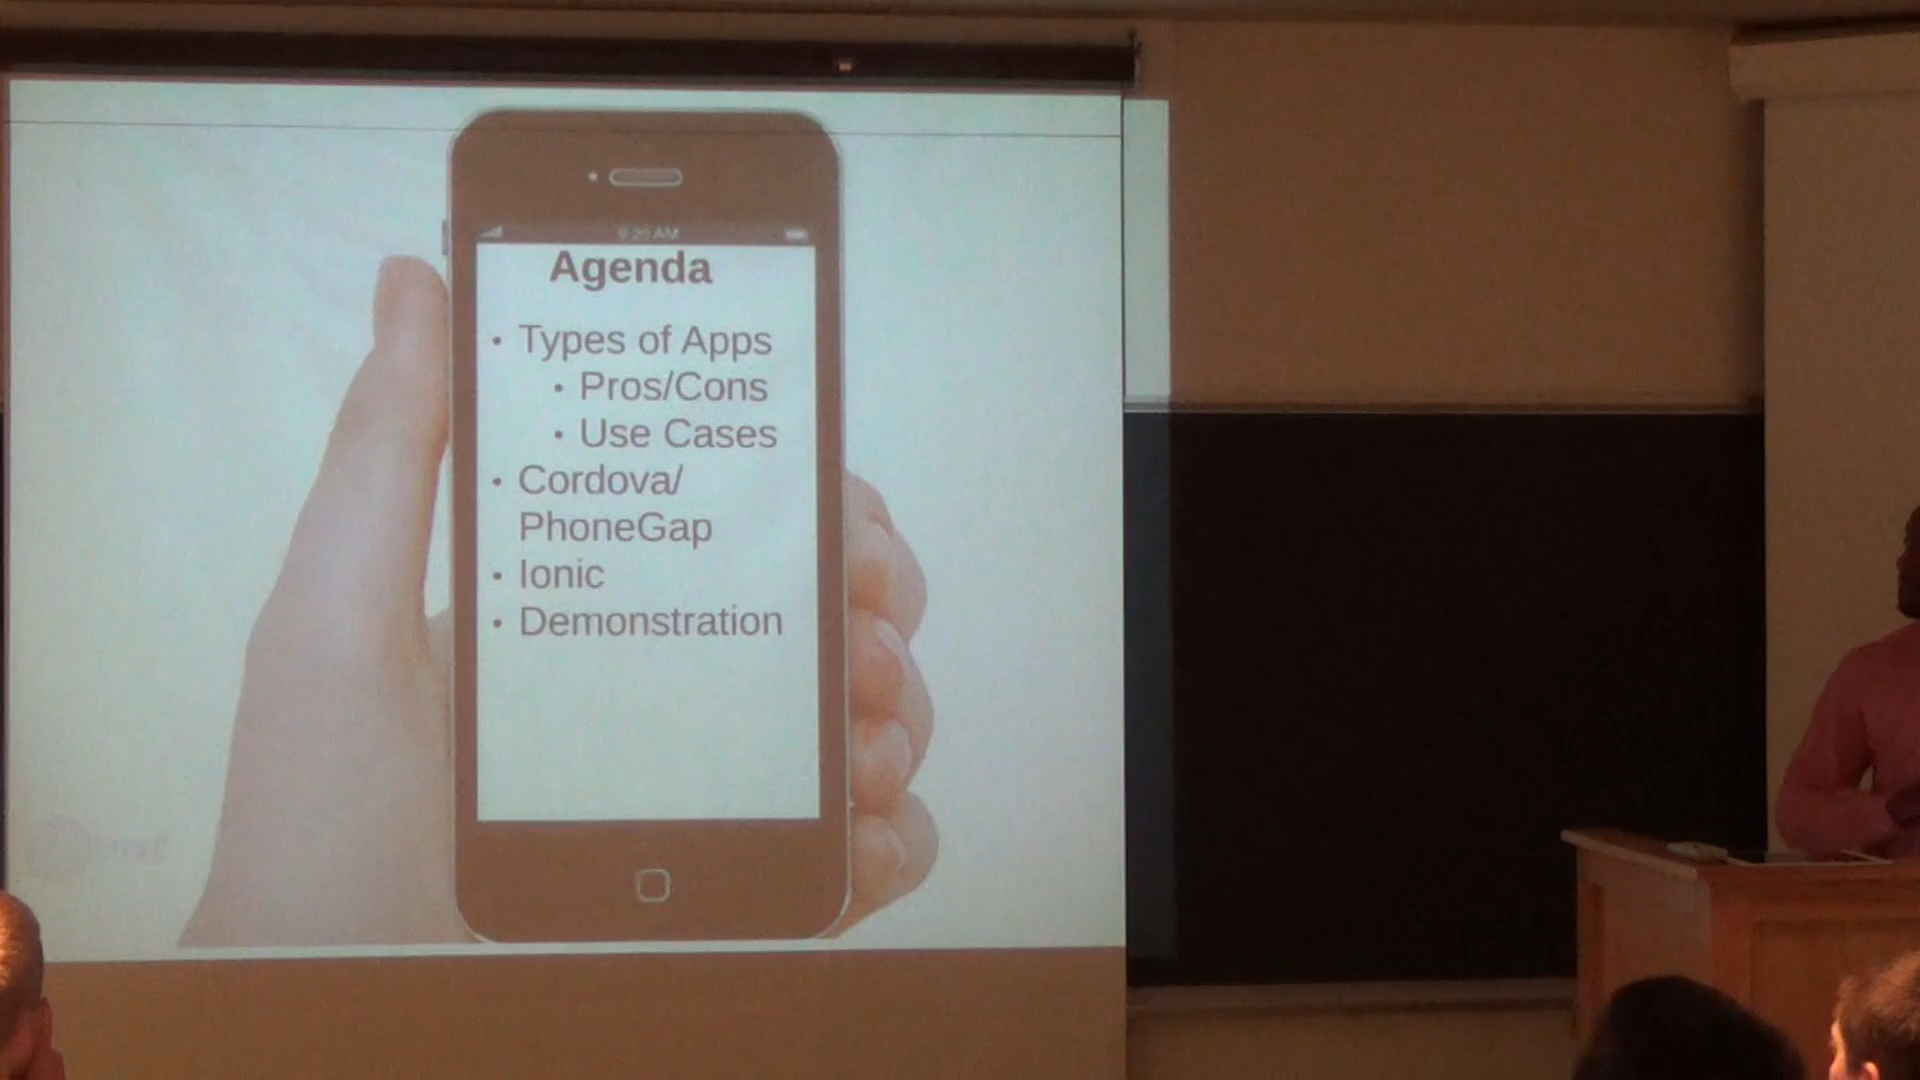 Agenda
• Types of Apps
• Pros/Cons
• Use Cases
• Cordova/
PhoneGap
• Ionic
• Demonstration